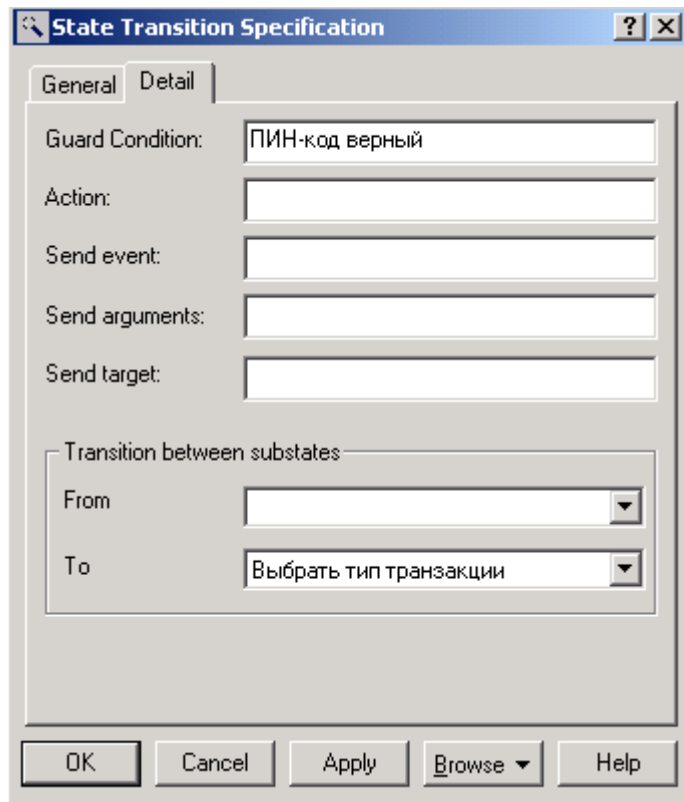 State Transition Specification
General Detail
Guard Condition: ПИН-код верный
Action:
Send event:
Send arguments:
Send target:
Transition between substates
From
To Выбрать тип транзакции
OK Cancel Apply Browse Help